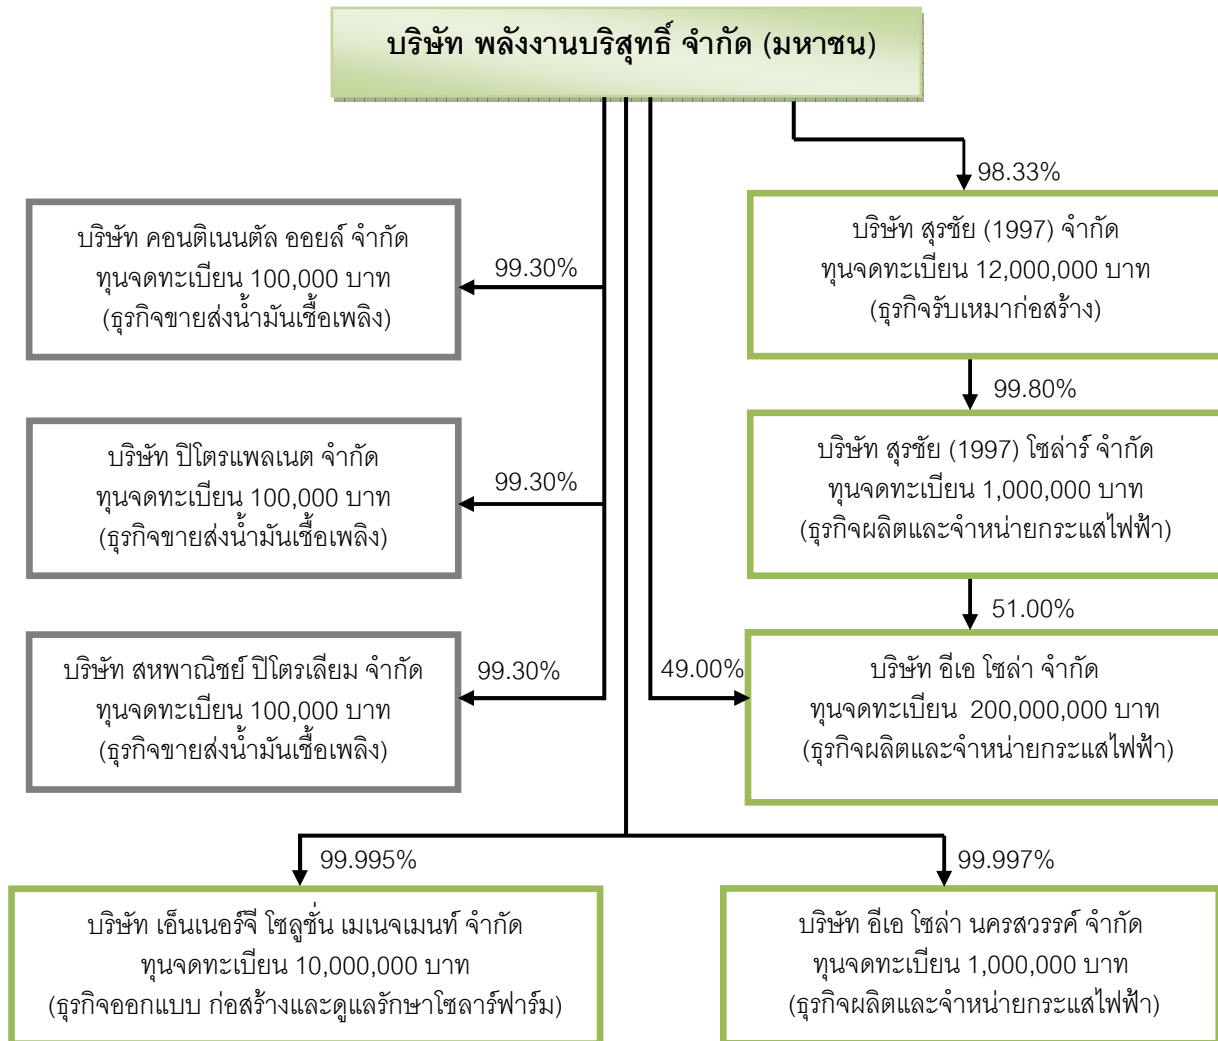 บริษัท พลังงานบริสุทธิ์ จำกัด (มหาชน)
98.33%
บริษัท คอนติเนนตัล ออยล์ จำกัด
ทุนจดทะเบียน 100,000 บาท
(ธุรกิจขายส่งน้ำมันเชื้อเพลิง)
99.30%
บริษัท สุรชัย (1997) จำกัด
ทุนจดทะเบียน 12,000,000 บาท
(ธุรกิจรับเหมาก่อสร้าง)
99.80%
บริษัท ปิโตรแพลเนต จำกัด
ทุนจดทะเบียน 100,000 บาท
(ธุรกิจขายส่งน้ำมันเชื้อเพลิง)
99.30%
บริษัท สุรชัย (1997) โซล่าร์ จำกัด
ทุนจดทะเบียน 1,000,000 บาท
(ธุรกิจผลิตและจำหน่ายกระแสไฟฟ้า)
51.00%
บริษัท สหพาณิชย์ ปิโตรเลียม จำกัด
ทุนจดทะเบียน 100,000 บาท
(ธุรกิจขายส่งน้ำมันเชื้อเพลิง)
99.30%
49.00%
บริษัท อีเอ โซล่า จำกัด
ทุนจดทะเบียน 200,000,000 บาท
(ธุรกิจผลิตและจำหน่ายกระแสไฟฟ้า)
99.995%
99.997%
บริษัท เอ็นเนอร์จี โซลูชั่น เมเนจเมนท์ จำกัด
ทุนจดทะเบียน 10,000,000 บาท
(ธุรกิจออกแบบ ก่อสร้างและดูแลรักษาโซลาร์ฟาร์ม)
บริษัท อีเอ โซล่า นครสวรรค์ จำกัด
ทุนจดทะเบียน 1,000,000 บาท
(ธุรกิจผลิตและจำหน่ายกระแสไฟฟ้า)